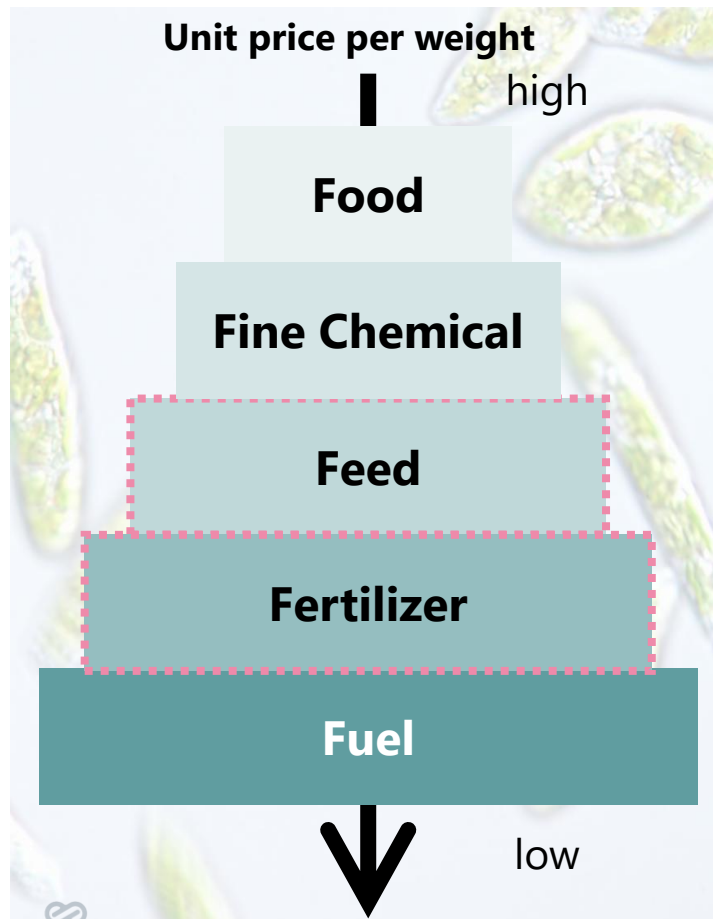 Unit price per weight
high
Food
Fine Chemical
Feed
Fertilizer
Fuel
low